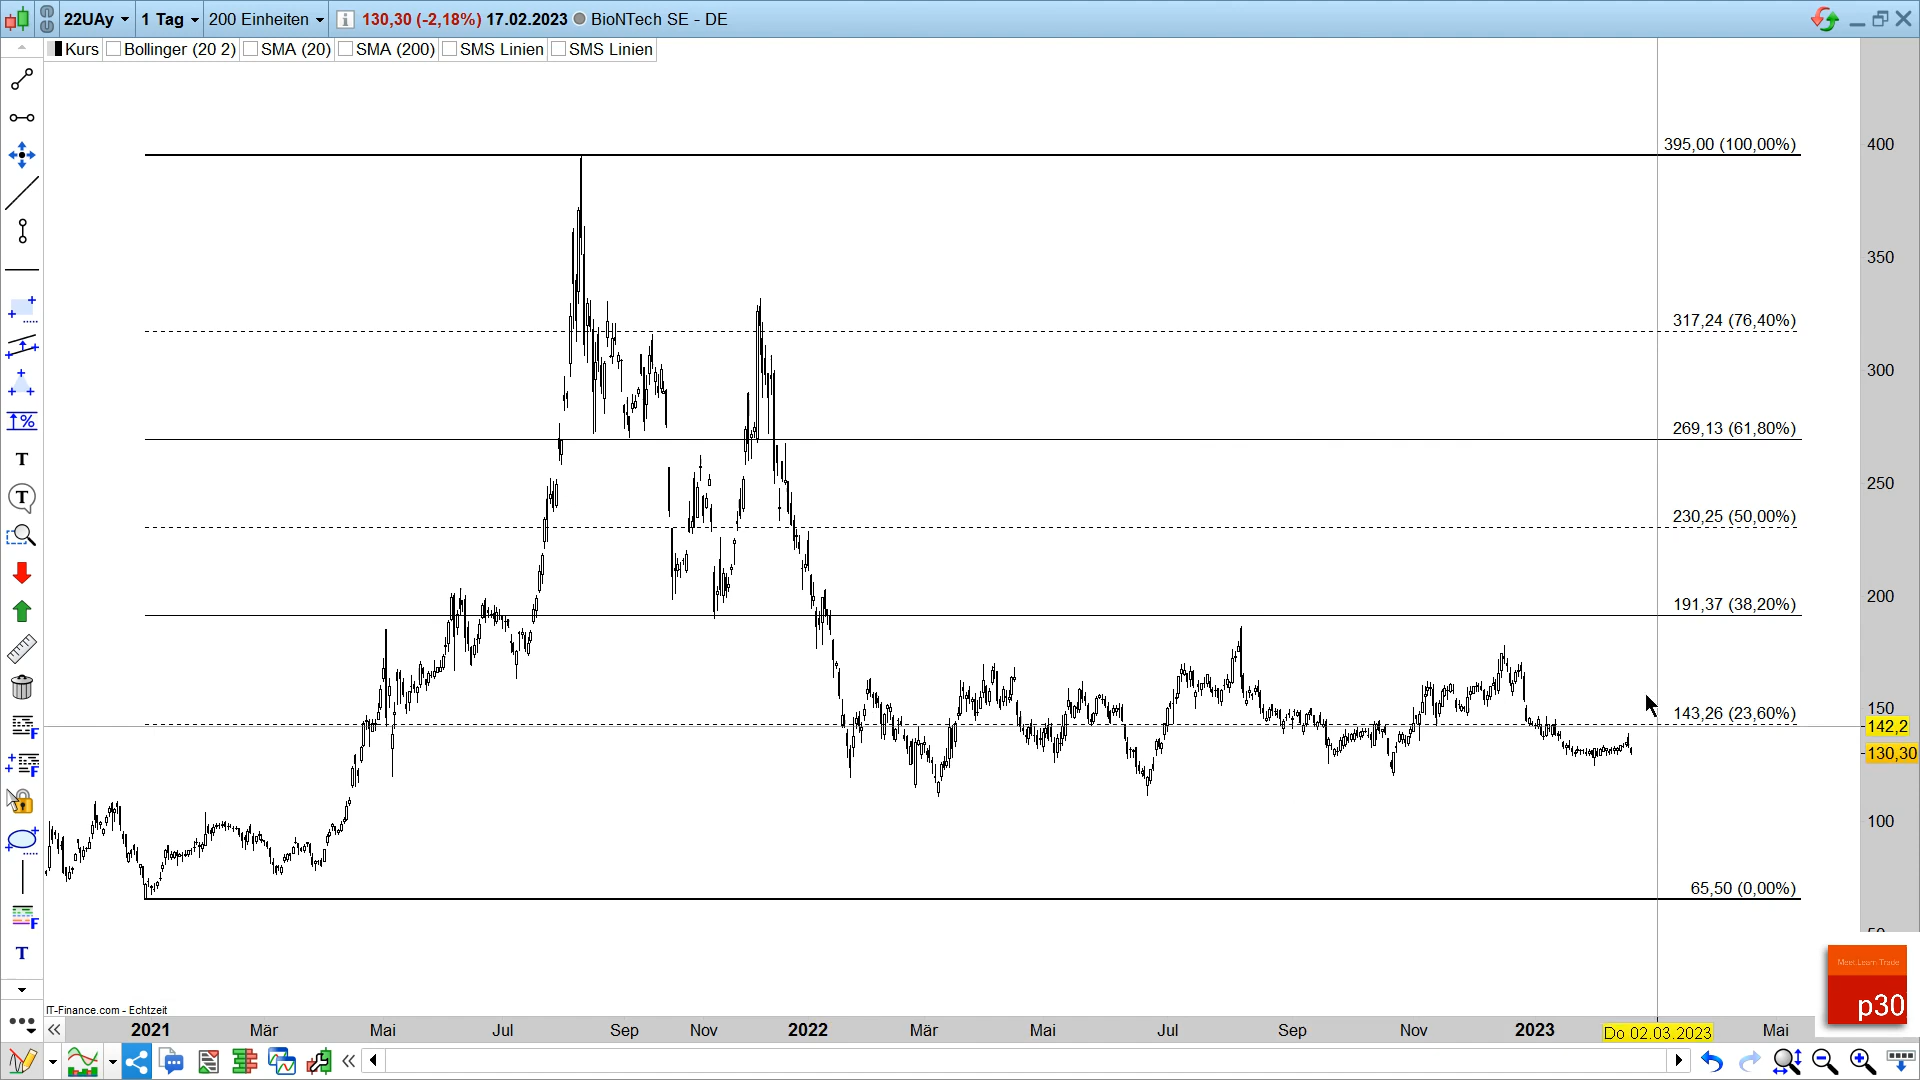 22UAy 1 Tag 200 Einheiten 130,30 (-2,18%) 17.02.2023 BioNTech SE - DE
Kurs Bollinger (20 2) SMA (20) SMA (200) SMS Linien SMS Linien
395,00 (100,00%)
400
350
317,24 (76,40%)
300
269,13 (61,80%)
250
230,25 (50,00%)
191,37 (38,20%)
200
143,26 (23,60%)
150
142,2
130,30
100
65,50 (0,00%)
Meet.Learn.Trade
p30
IT-Finance.com - Echtzeit
2021 Mär Mai Jul Sep Nov 2022 Mär Mai Jul Sep Nov 2023 Do 02.03.2023 Mai